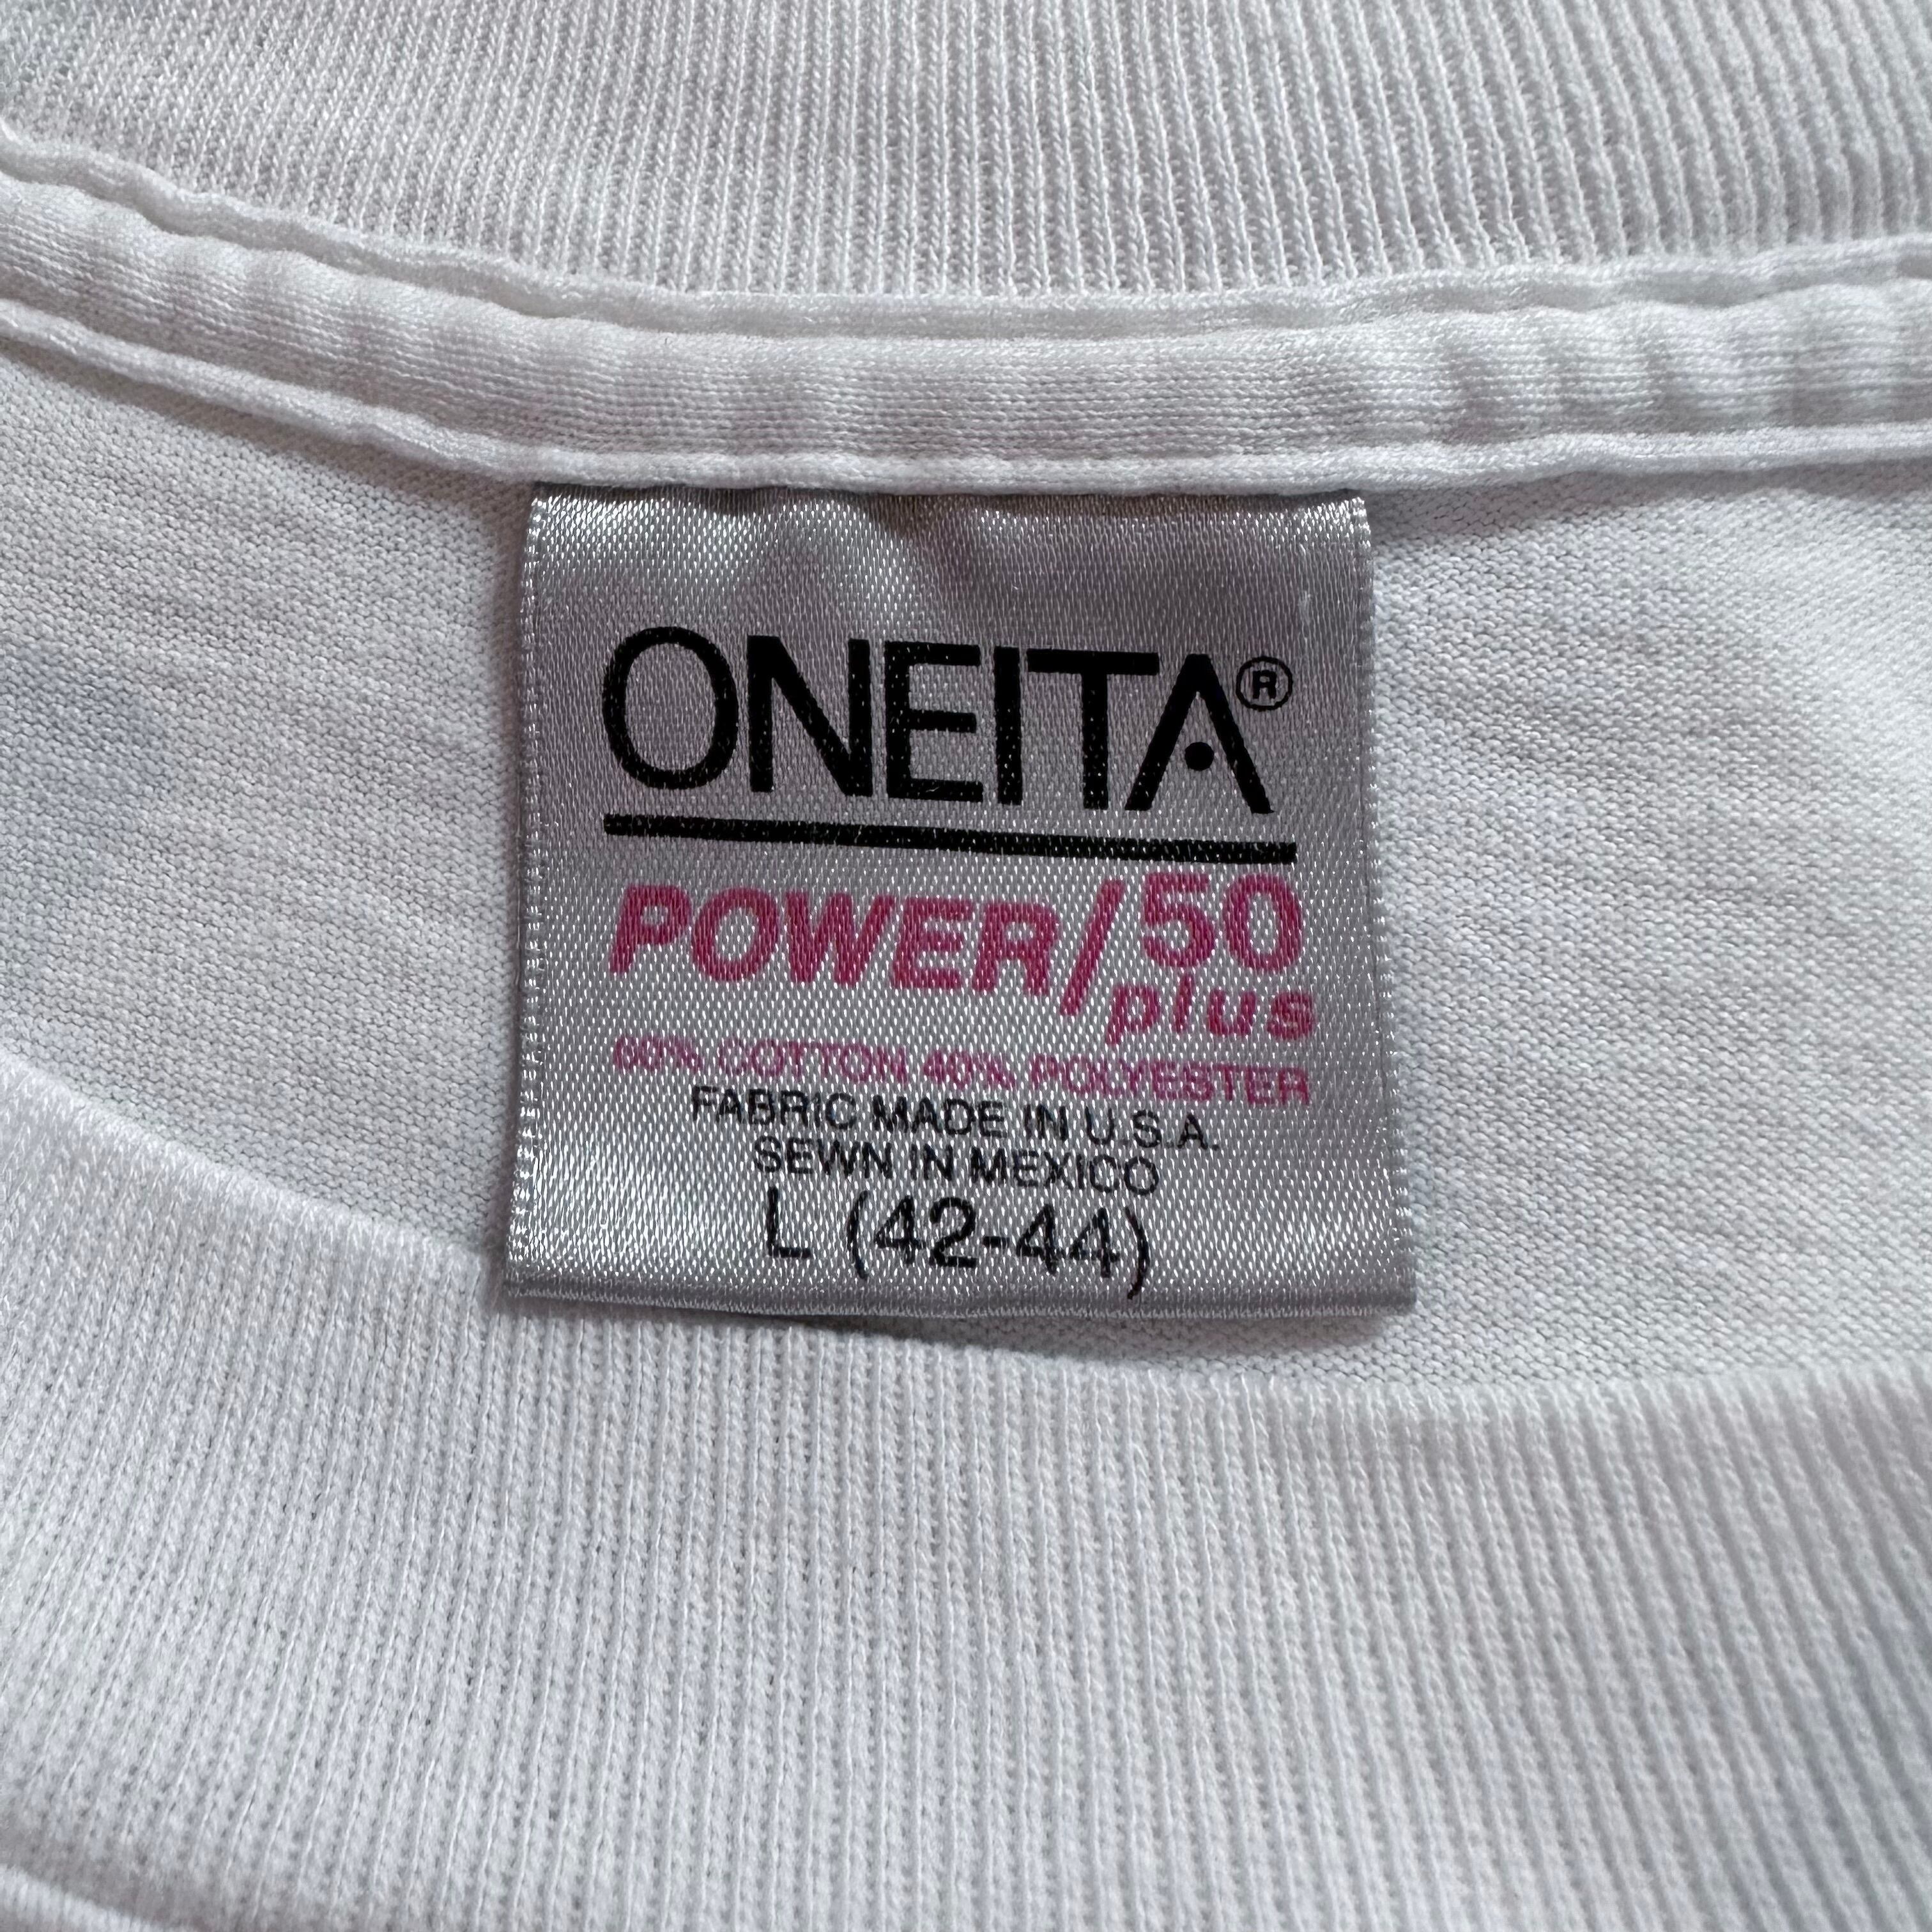 ONEITA®
POWER/50
plus
60% COTTON 40% POLYESTER
FABRIC MADE IN U.S.A.
SEWN IN MEXICO
L (42-44)